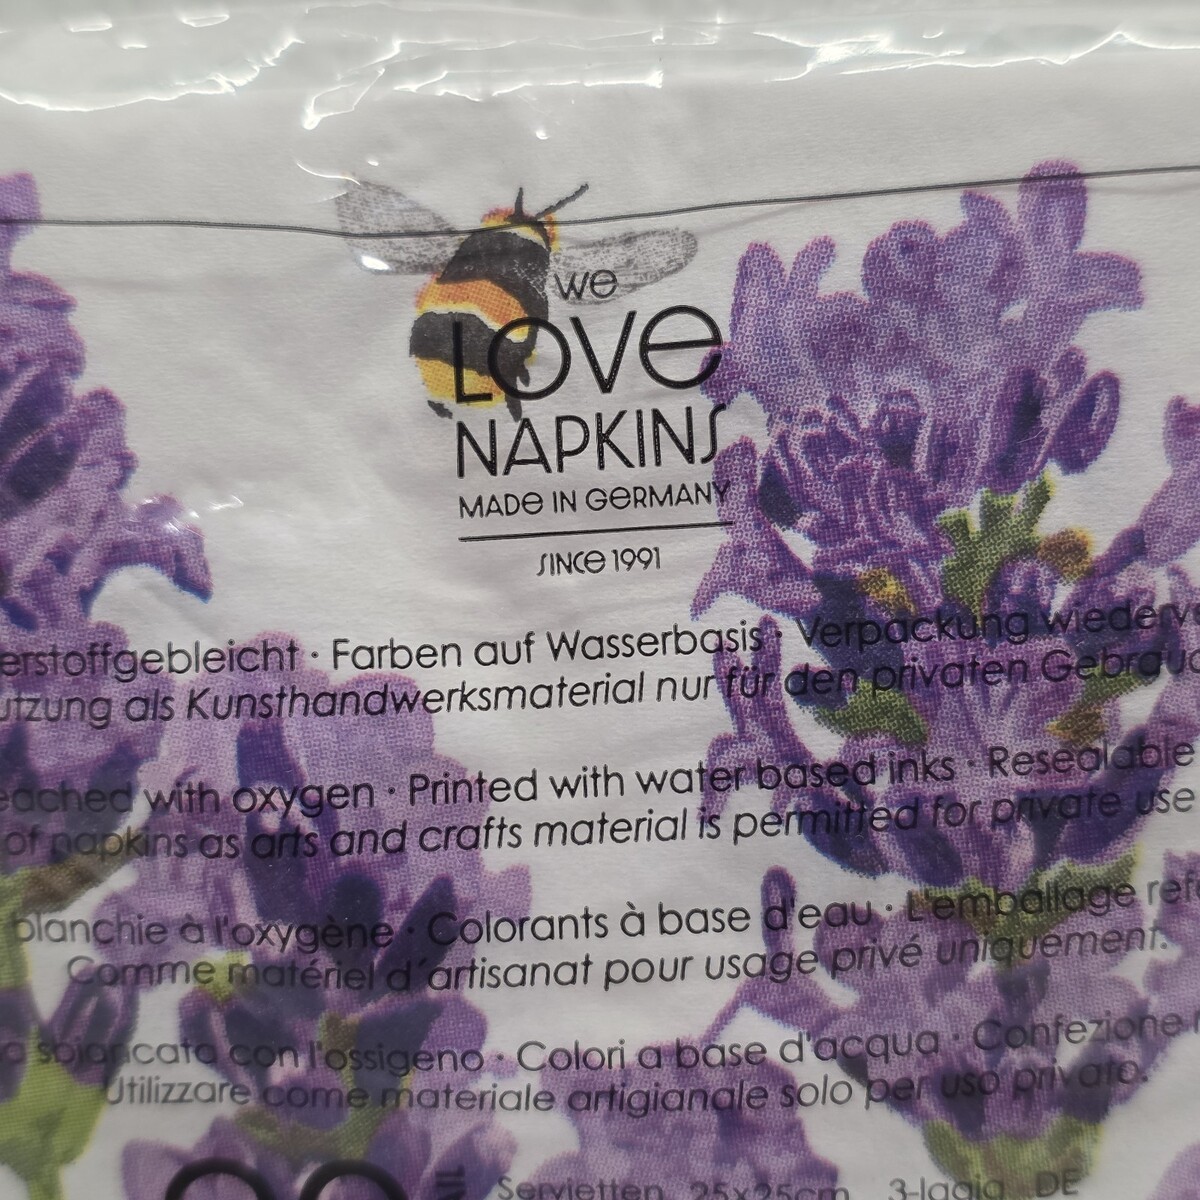 we
LOVE
NAPKINS
MADE IN GERMANY
SINCE 1991
erstoffgebleicht · Farben auf Wasserbasis · Verpackung wiederv
utzung als Kunsthandwerksmaterial nur für den privaten Gebrauc
eached with oxygen · Printed with water based inks · Resealable
of napkins as arts and crafts material is permitted for private use
blanchie à l'oxygène · Colorants à base d'eau · L'emballage ref
Comme matériel d'artisanat pour usage privé uniquement.
sbiancata con l'ossigeno · Colori a base d'acqua · Confezione
Utilizzare come materiale artigianale solo per uso privato.
Servietten 25x25cm 3-lagig DE